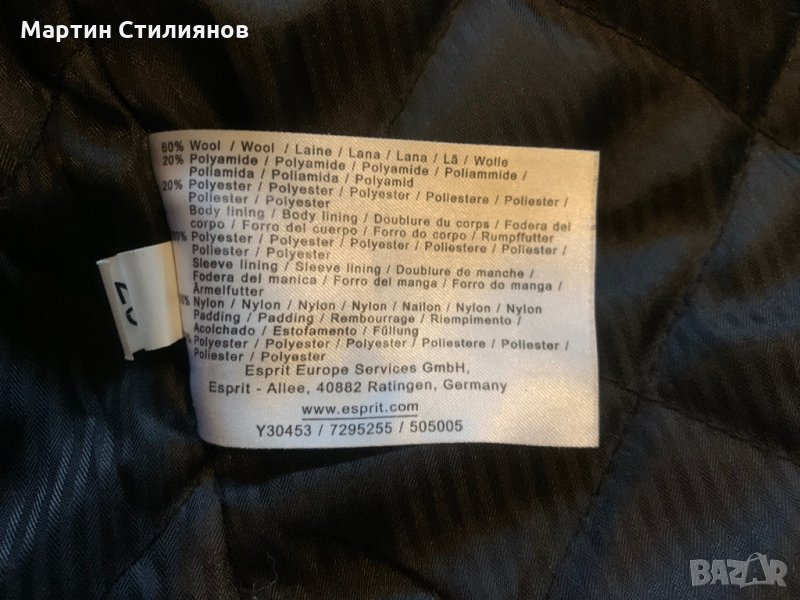 Мартин Стилиянов
60% Wool / Wool / Laine / Lana / Lana / Lã / Wolle
20% Polyamide / Polyamide / Polyamide / Poliammide /
Poliamida / Poliamida / Polyamid
20% Polyester / Polyester / Polyester / Poliestere / Poliester /
Poliester / Polyester
Body lining / Body lining / Doublure du corps / Fodera del
corpo / Forro del cuerpo / Forro do corpo / Rumpffutter
Polyester / Polyester / Polyester / Poliestere / Poliester /
Poliester / Polyester
Sleeve lining / Sleeve lining / Doublure de manche /
Fodera del manica / Forro del manga / Forro do manga /
Ärmelfutter
Nylon / Nylon / Nylon / Nylon / Nailon / Nylon / Nylon
Padding / Padding / Rembourrage / Riempimento /
Acolchado / Estofamento / Füllung
Polyester / Polyester / Polyester / Poliestere / Poliester /
Poliester / Polyester
Esprit Europe Services GmbH,
Esprit - Allee, 40882 Ratingen, Germany
www.esprit.com
Y30453 / 7295255 / 505005
BAZAR